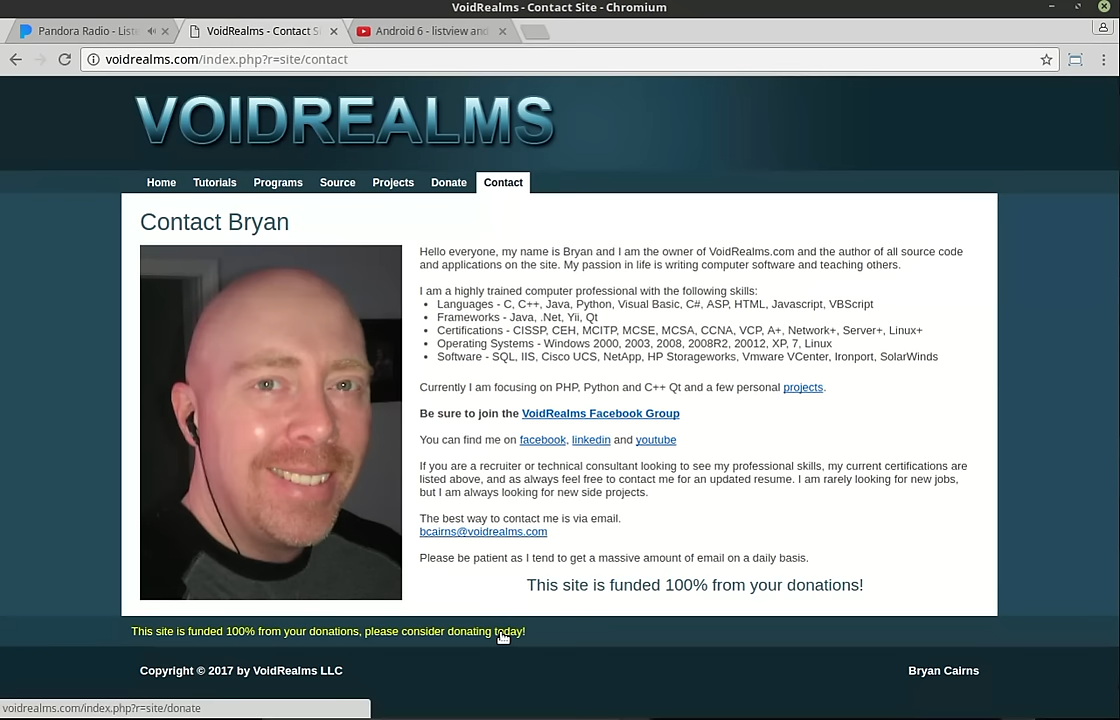 VoidRealms - Contact Site - Chromium
Pandora Radio - List
VoidRealms - Contact S
Android 6 - listview and
voidrealms.com/index.php?r=site/contact
VOIDREALMS
Home Tutorials Programs Source Projects Donate Contact
Contact Bryan
Hello everyone, my name is Bryan and I am the owner of VoidRealms.com and the author of all source code
and applications on the site. My passion in life is writing computer software and teaching others.
I am a highly trained computer professional with the following skills:
• Languages - C, C++, Java, Python, Visual Basic, C#, ASP, HTML, Javascript, VBScript
• Frameworks - Java, .Net, Yii, Qt
• Certifications - CISSP, CEH, MCITP, MCSE, MCSA, CCNA, VCP, A+, Network+, Server+, Linux+
• Operating Systems - Windows 2000, 2003, 2008, 2008R2, 20012, XP, 7, Linux
• Software - SQL, IIS, Cisco UCS, NetApp, HP Storageworks, Vmware VCenter, Ironport, SolarWinds
Currently I am focusing on PHP, Python and C++ Qt and a few personal projects.
Be sure to join the VoidRealms Facebook Group
You can find me on facebook, linkedin and youtube
If you are a recruiter or technical consultant looking to see my professional skills, my current certifications are
listed above, and as always feel free to contact me for an updated resume. I am rarely looking for new jobs,
but I am always looking for new side projects.
The best way to contact me is via email.
bcairns@voidrealms.com
Please be patient as I tend to get a massive amount of email on a daily basis.
This site is funded 100% from your donations!
This site is funded 100% from your donations, please consider donating today!
Copyright © 2017 by VoidRealms LLC
Bryan Cairns
voidrealms.com/index.php?r=site/donate